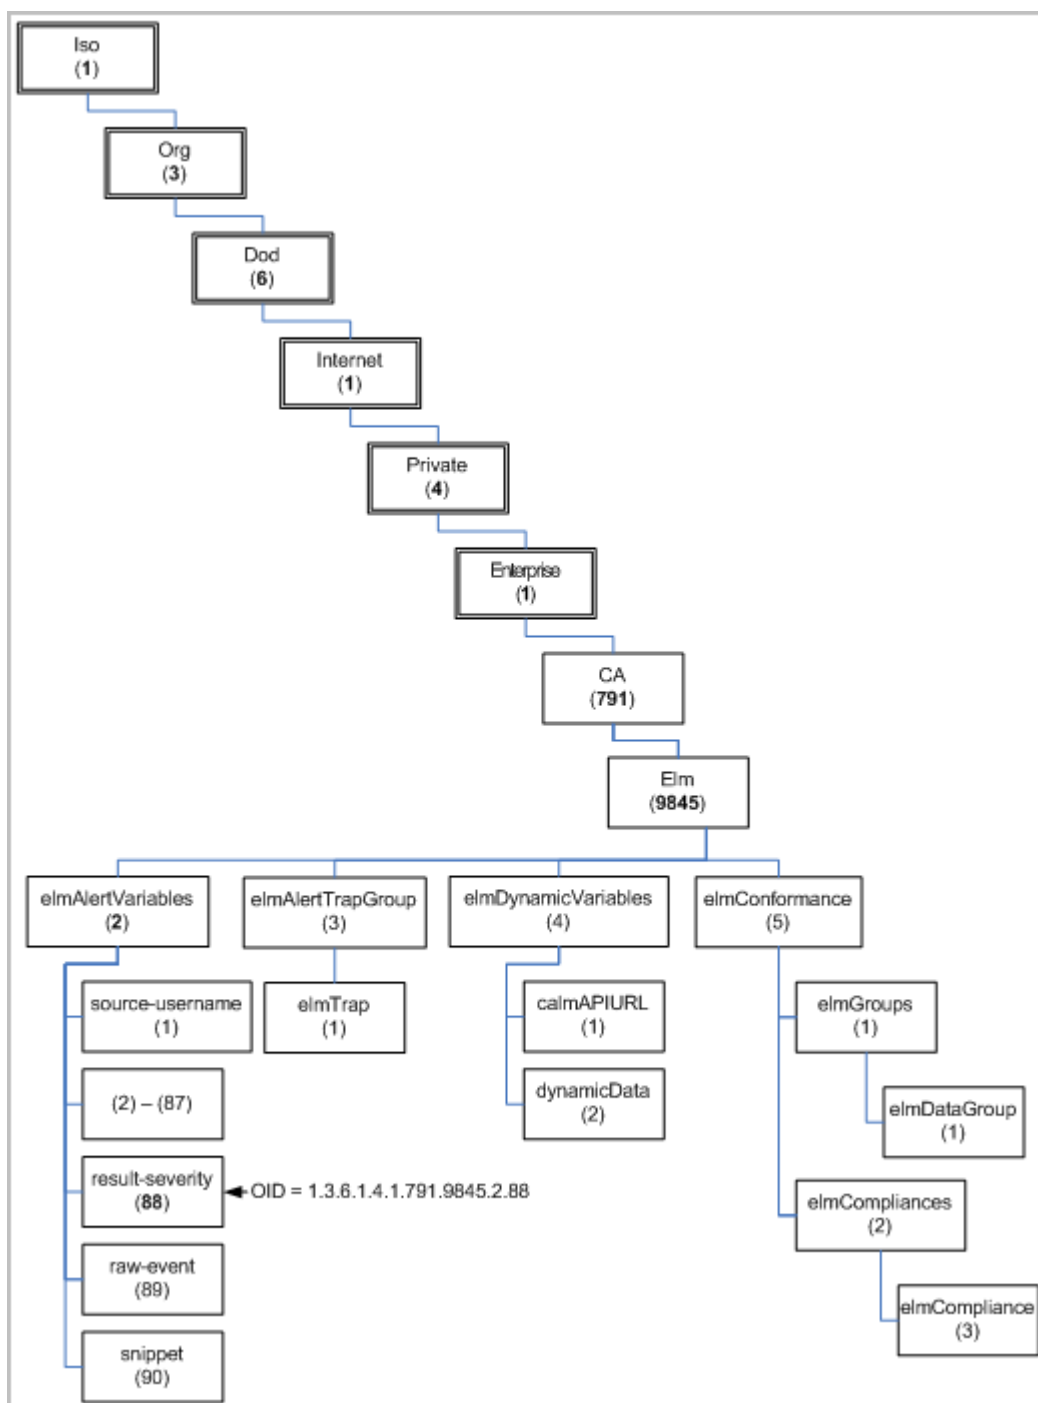 Iso
(1)
Org
(3)
Dod
(6)
Internet
(1)
Private
(4)
Enterprise
(1)
CA
(791)
Elm
(9845)
elmAlertVariables
(2)
elmAlertTrapGroup
(3)
elmDynamicVariables
(4)
elmConformance
(5)
source-username
(1)
elmTrap
(1)
calmAPIURL
(1)
elmGroups
(1)
(2) – (87)
dynamicData
(2)
elmDataGroup
(1)
result-severity
(88)
OID = 1.3.6.1.4.1.791.9845.2.88
elmCompliances
(2)
raw-event
(89)
elmCompliance
(3)
snippet
(90)